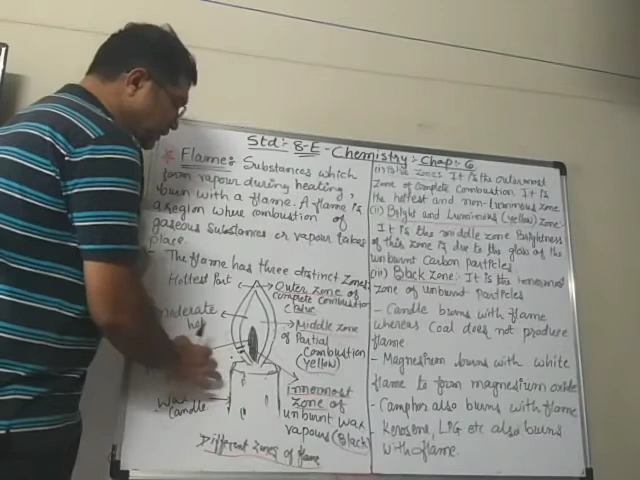 Std:- 8-E - Chemistry :- Chap:- 6
* Flame:- Substances which
form vapour during heating,
burn with a flame. A flame is
a region where combustion of
gaseous substances or vapour takes
place.
- The flame has three distinct zones:
Hottest Part
Outer zone of
complete combustion
moderate
hot
Middle zone
of Partial
Combustion
(Yellow)
Innermost
zone of
unburnt wax
vapours (Black)
Wax
Candle
Different zones of flame
zone:- It is the outermost
zone of complete combustion. It is
the hottest and non-luminous zone
(ii) Bright and Luminious (yellow) zone:-
It is the middle zone. Brightness
of this zone is due to the glow of the
unburnt Carbon particles
(iii) Black zone:- It is the innermost
zone of unburnt particles
- Candle burns with flame
whereas Coal does not produce
flame.
- Magnesium burns with white
flame to form magnesium oxide
- Camphor also burns with flame
- Kerosene, LPG etc also burns
with flame.